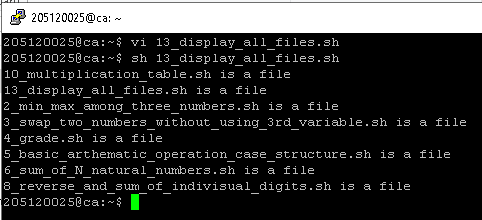 205120025@ca: ~
205120025@ca:~$ vi 13_display_all_files.sh
205120025@ca:~$ sh 13_display_all_files.sh
10_multiplication_table.sh is a file
13_display_all_files.sh is a file
2_min_max_among_three_numbers.sh is a file
3_swap_two_numbers_without_using_3rd_variable.sh is a file
4_grade.sh is a file
5_basic_arthematic_operation_case_structure.sh is a file
6_sum_of_N_natural_numbers.sh is a file
8_reverse_and_sum_of_indivisual_digits.sh is a file
205120025@ca:~$